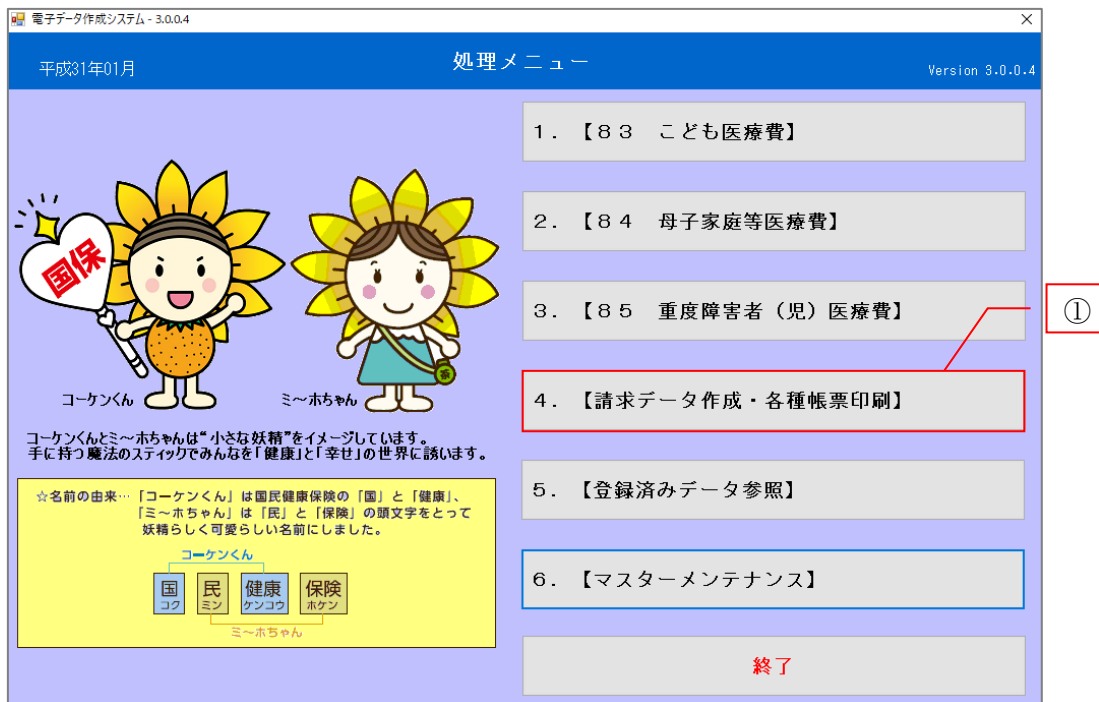 電子データ作成システム - 3.0.0.4
平成31年01月
処理メニュー
Version 3.0.0.4
1. 【83 こども医療費】
2. 【84 母子家庭等医療費】
3. 【85 重度障害者（児）医療費】
①
4. 【請求データ作成・各種帳票印刷】
5. 【登録済みデータ参照】
6. 【マスターメンテナンス】
終了
国保
茶
コーケンくん
ミ～ホちゃん
コーケンくんとミ～ホちゃんは“小さな妖精”をイメージしています。
手に持つ魔法のスティックでみんなを「健康」と「幸せ」の世界に誘います。
☆名前の由来…「コーケンくん」は国民健康保険の「国」と「健康」、
「ミ～ホちゃん」は「民」と「保険」の頭文字をとって
妖精らしく可愛らしい名前にしました。
コーケンくん
国 民 健康 保険
コク ミン ケンコウ ホケン
ミ～ホちゃん